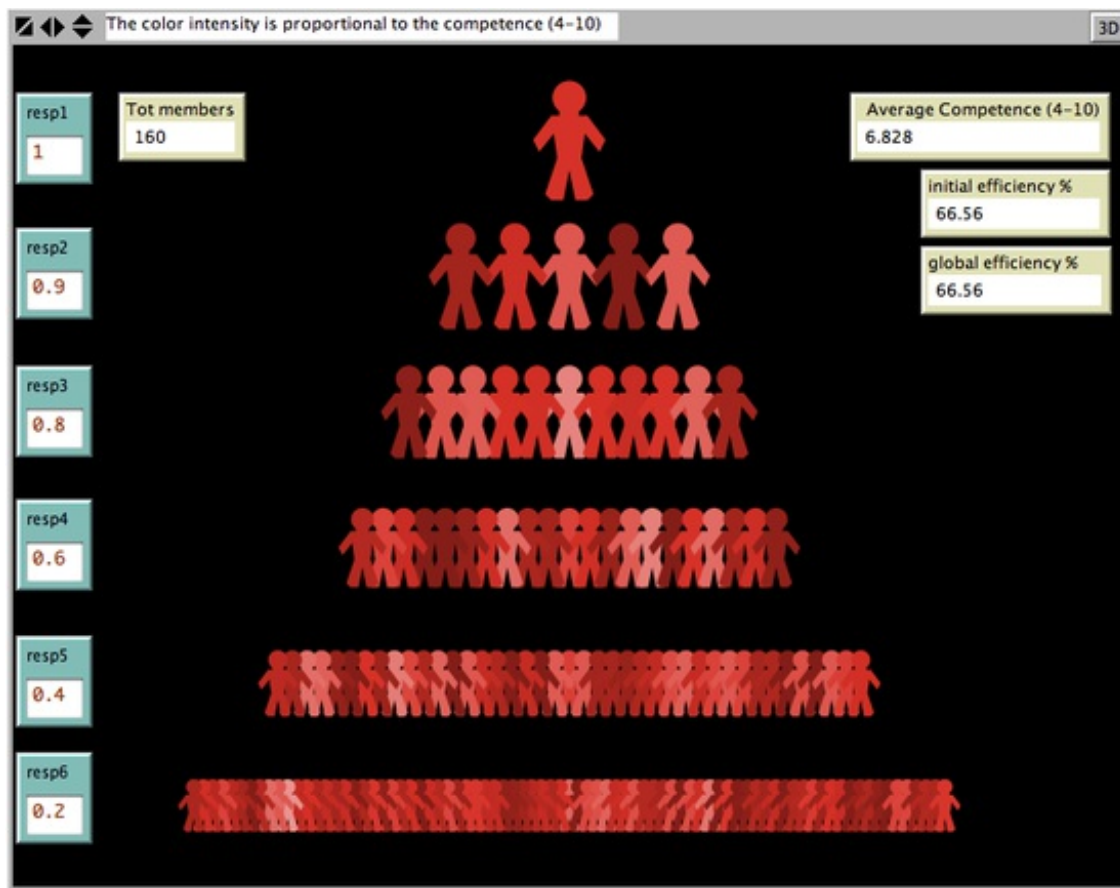 The color intensity is proportional to the competence (4-10)
3D
resp1
1
Tot members
160
Average Competence (4-10)
6.828
initial efficiency %
66.56
global efficiency %
66.56
resp2
0.9
resp3
0.8
resp4
0.6
resp5
0.4
resp6
0.2